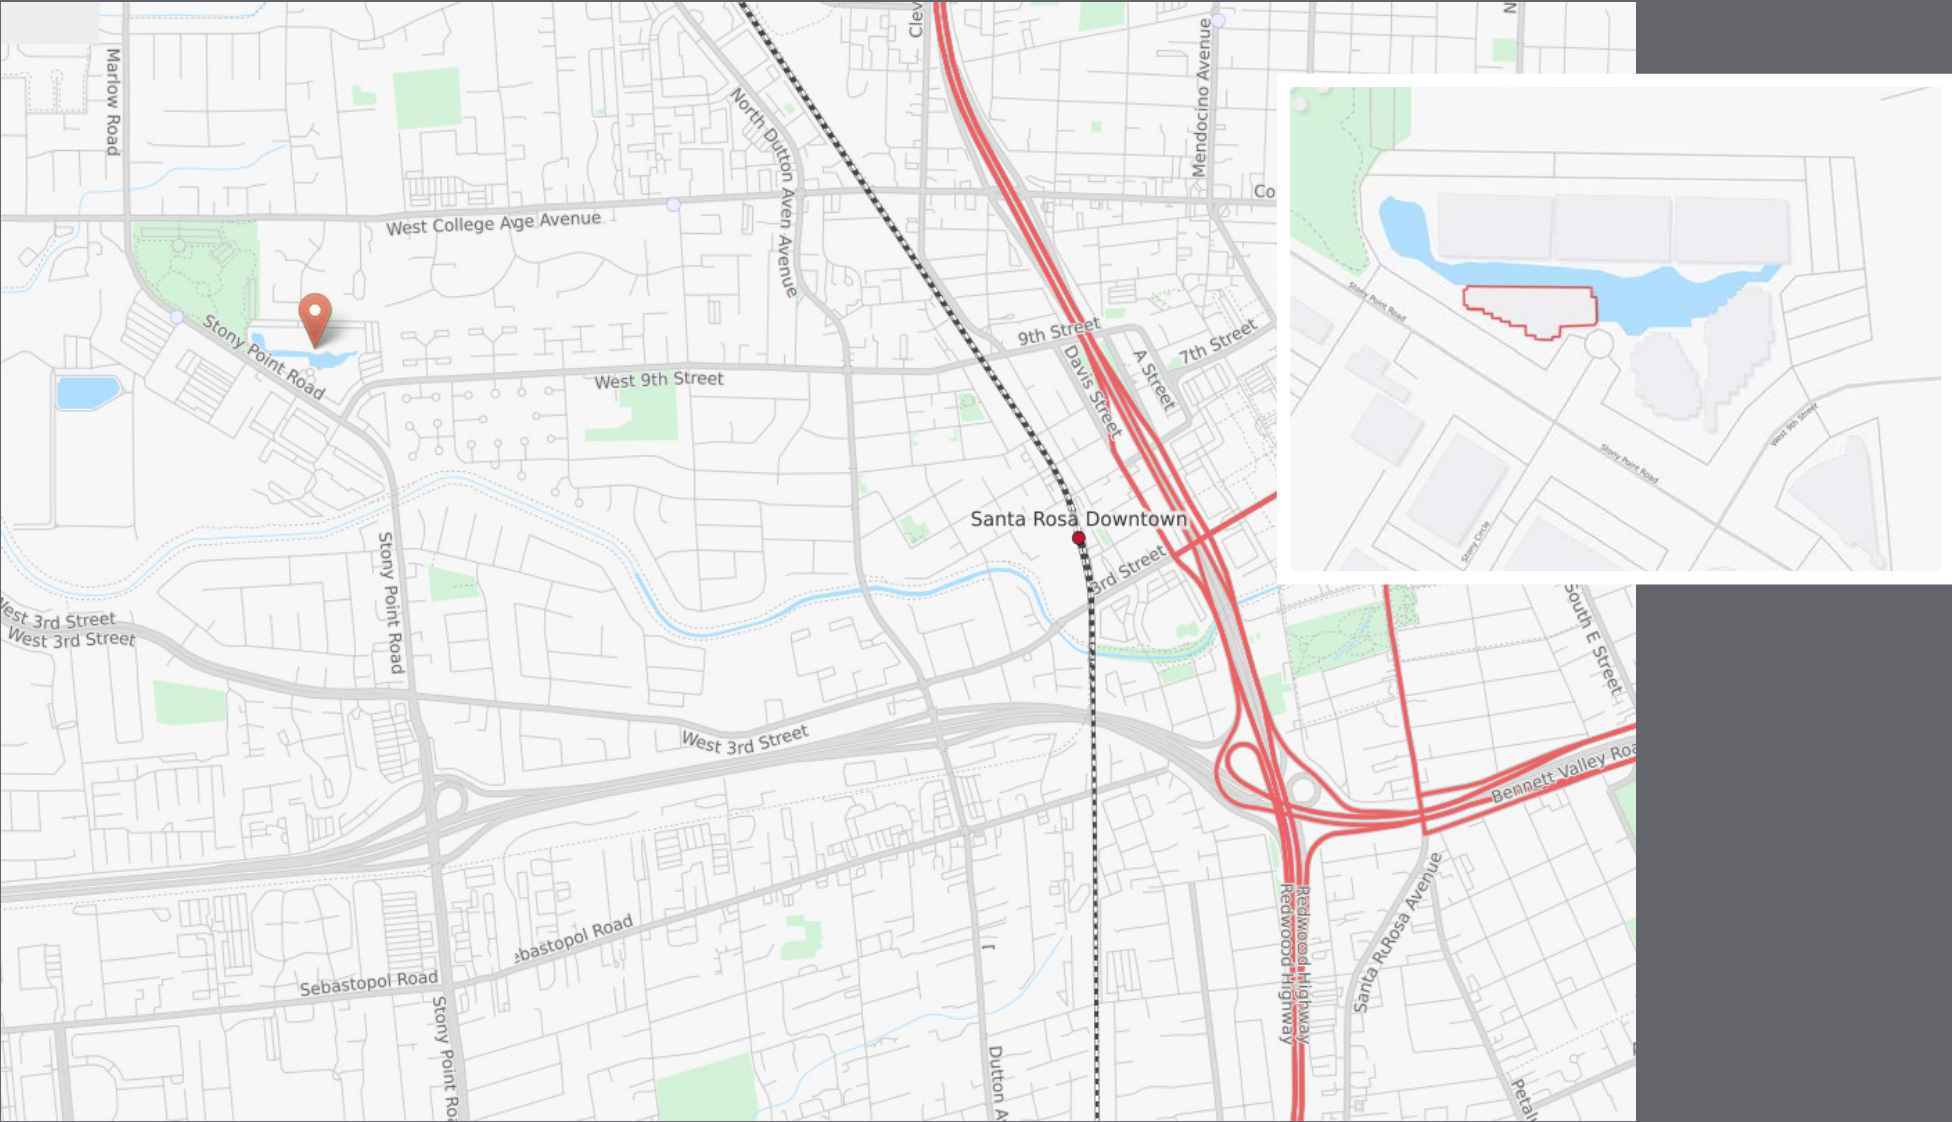 Marlow Road
Clev
Mendocino Avenue
N
North Dutton Aven Avenue
West College Age Avenue
Co
Stony Point Road
9th Street
7th Street
A Street
Davis Street
West 9th Street
Santa Rosa Downtown
3rd Street
Stony Point Road
West 3rd Street
West 3rd Street
West 3rd Street
South E Street
Bennett Valley Roa
Redwood Highway
Redwood Highway
Santa RuRosa Avenue
ebastopol Road
Sebastopol Road
Stony Point Roa
Dutton A
Petalu
Stony Point Road
Stony Point Road
West 9th Street
Stony Circle